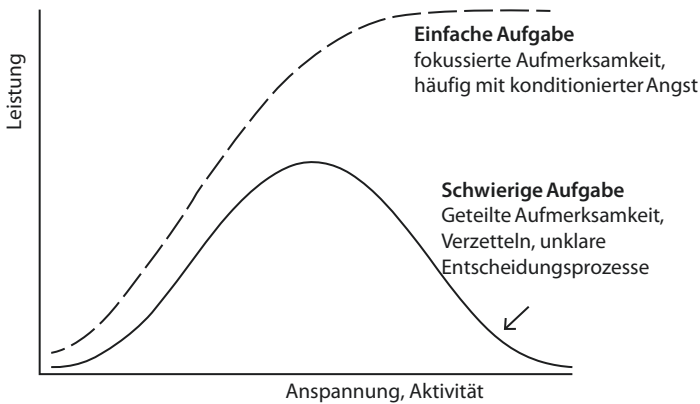 Leistung
Einfache Aufgabe
fokussierte Aufmerksamkeit,
häufig mit konditionierter Angst
Schwierige Aufgabe
Geteilte Aufmerksamkeit,
Verzetteln, unklare
Entscheidungsprozesse
Anspannung, Aktivität